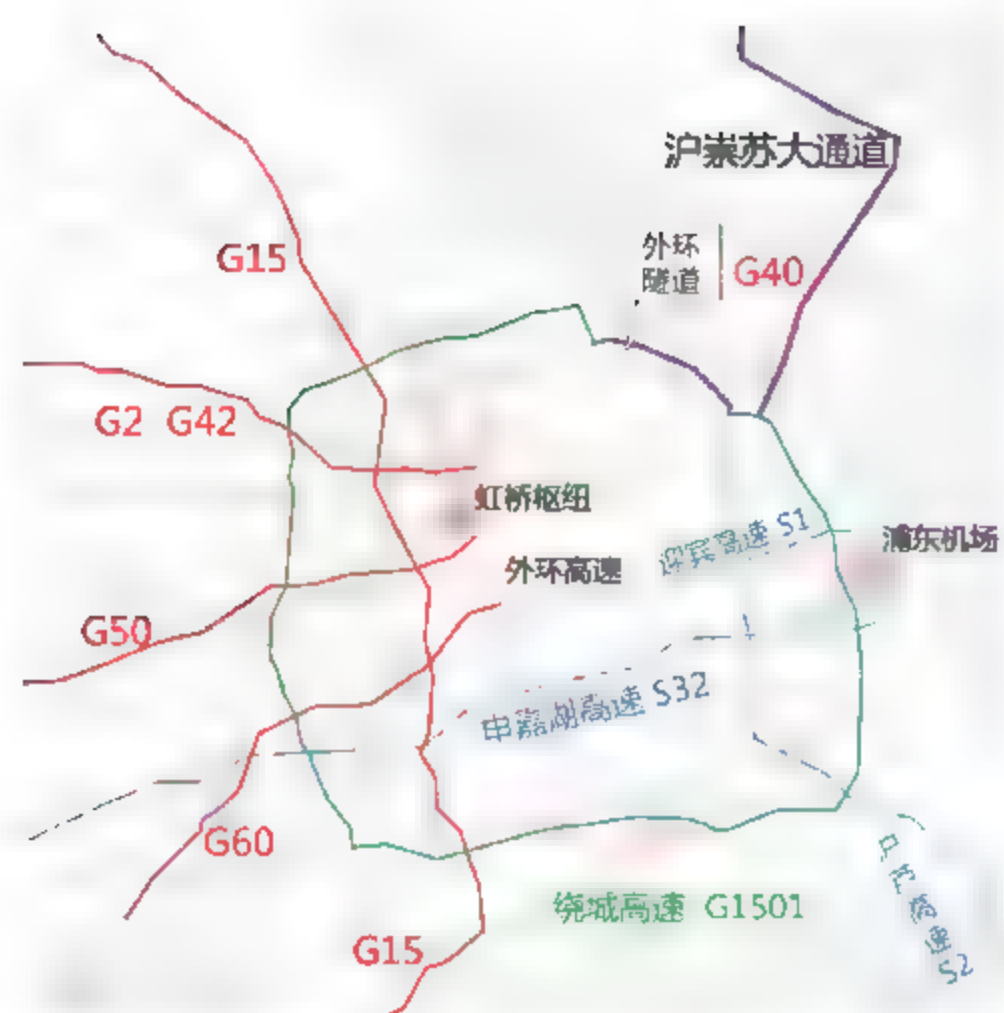 沪崇苏大通道
外环
隧道
G40
G15
G2 G42
虹桥枢纽
迎宾高速 S1
浦东机场
外环高速
G50
申嘉湖高速 S32
G60
高速
S2
绕城高速 G1501
G15